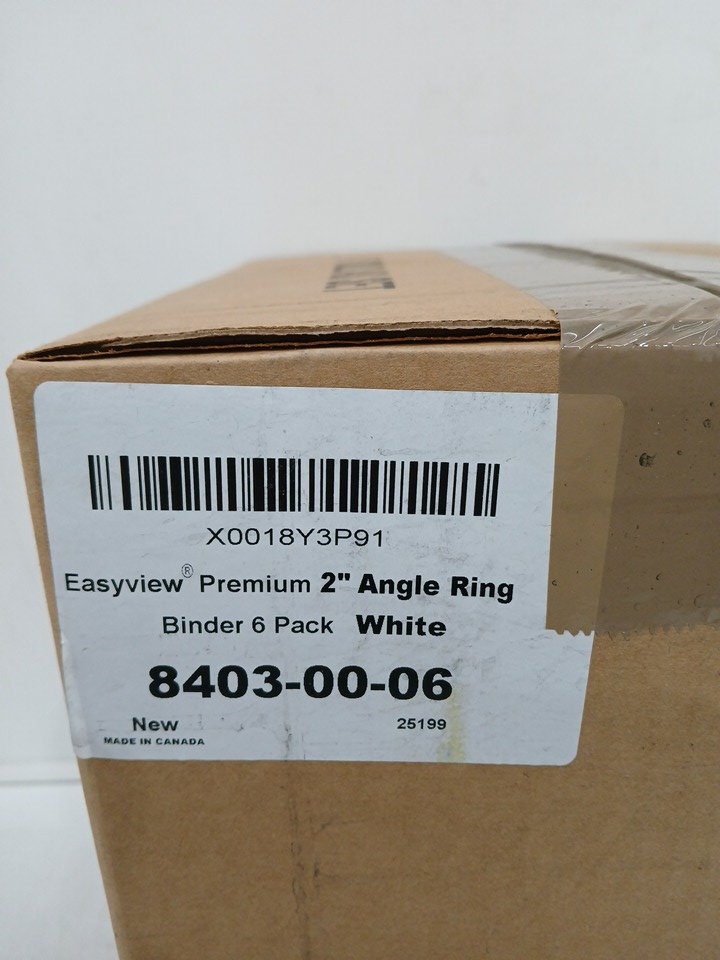 X0018Y3P91
Easyview® Premium 2" Angle Ring
Binder 6 Pack White
8403-00-06
New 25199
MADE IN CANADA